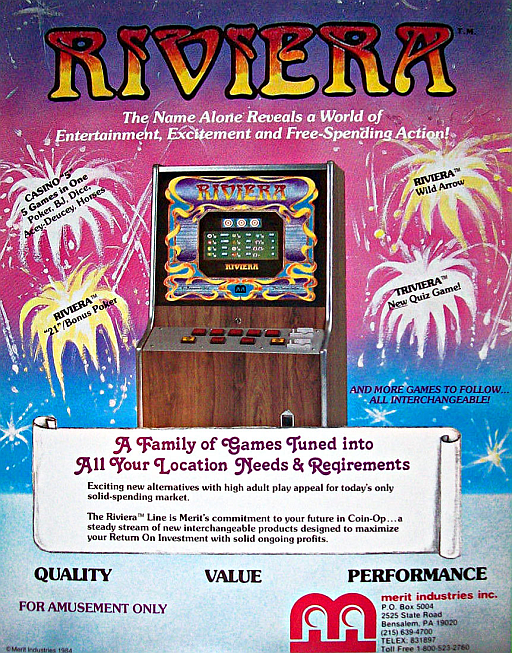 RIVIERA T.M.
The Name Alone Reveals a World of
Entertainment, Excitement and Free-Spending Action!
CASINO "5"
5 Games in One
Poker, BJ, Dice,
Acey-Deucey, Horses
RIVIERA™
Wild Arrow
RIVIERA™
"21"/Bonus Poker
TRIVIERA™
New Quiz Game!
RIVIERA
RIVIERA
AND MORE GAMES TO FOLLOW...
ALL INTERCHANGEABLE!
A Family of Games Tuned into
All Your Location Needs & Reqirements
Exciting new alternatives with high adult play appeal for today's only
solid-spending market.
The Riviera™ Line is Merit's commitment to your future in Coin-Op...a
steady stream of new interchangeable products designed to maximize
your Return On Investment with solid ongoing profits.
QUALITY VALUE PERFORMANCE
FOR AMUSEMENT ONLY
merit industries inc.
P.O. Box 5004
2525 State Road
Bensalem, PA 19020
(215) 639-4700
TELEX: 831897
Toll Free 1-800-523-2760
© Merit Industries 1984